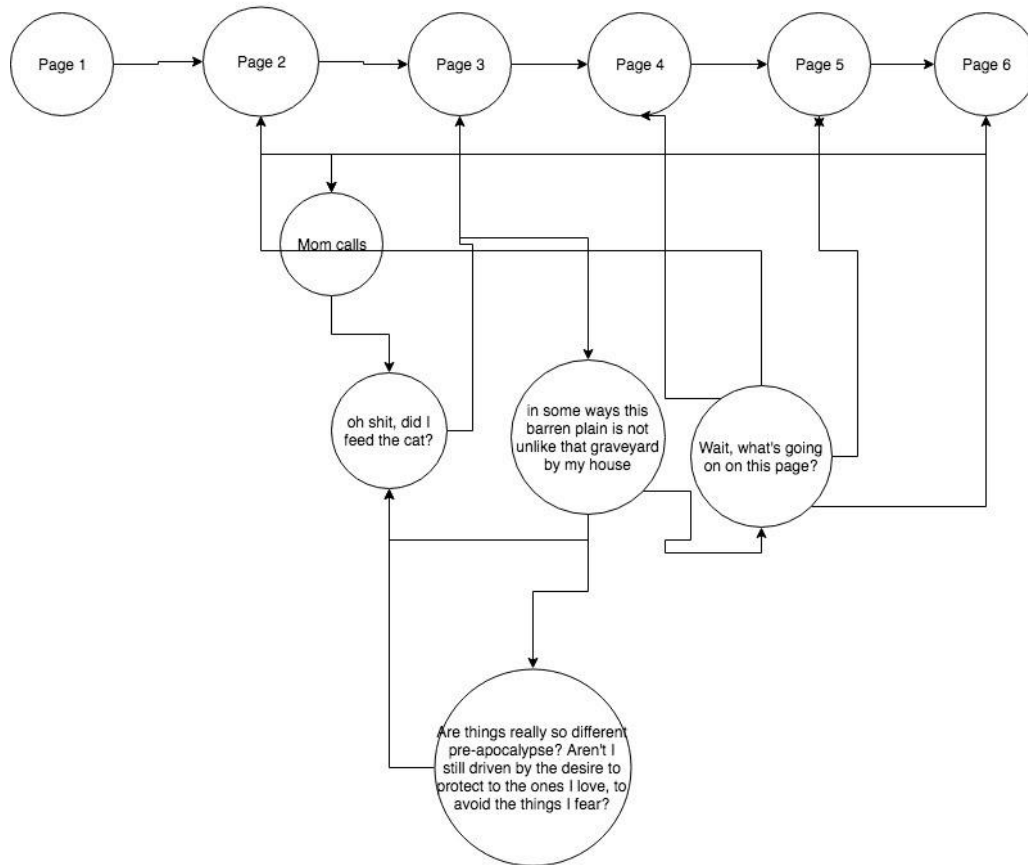 Page 1
Page 2
Page 3
Page 4
Page 5
Page 6
Mom calls
oh shit, did I
feed the cat?
in some ways this
barren plain is not
unlike that graveyard
by my house
Wait, what's going
on on this page?
Are things really so different
pre-apocalypse? Aren't I
still driven by the desire to
protect to the ones I love, to
avoid the things I fear?